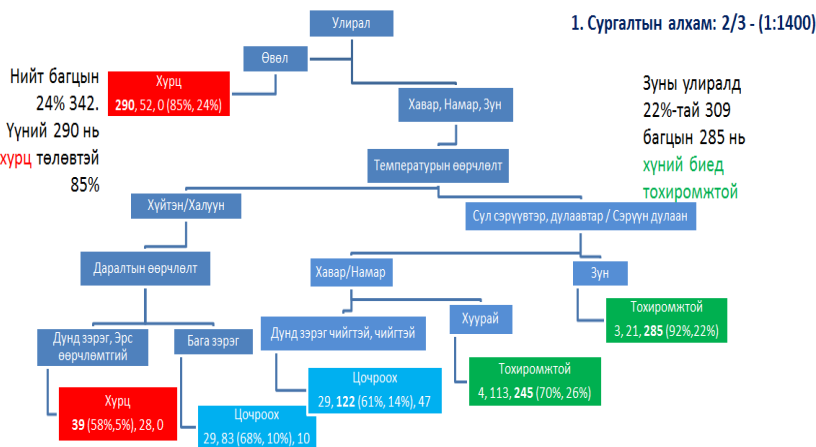 Улирал
1. Сургалтын алхам: 2/3 - (1:1400)
Өвөл
Нийт багцын
24% 342.
Үүний 290 нь
хурц төлөвтэй
85%
Хурц
290, 52, 0 (85%, 24%)
Хавар, Намар, Зун
Зуны улиралд
22%-тай 309
багцын 285 нь
хүний биед
тохиромжтой
Температурын өөрчлөлт
Хүйтэн/Халуун
Сул сэрүүвтэр, дулаавтар / Сэрүүн дулаан
Даралтын өөрчлөлт
Хавар/Намар
Зун
Тохиромжтой
3, 21, 285 (92%,22%)
Дунд зэрэг, Эрс
өөрчлөмтгий
Бага зэрэг
Дунд зэрэг чийгтэй, чийгтэй
Хуурай
Тохиромжтой
4, 113, 245 (70%, 26%)
Цочроох
29, 122 (61%, 14%), 47
Хурц
39 (58%,5%), 28, 0
Цочроох
29, 83 (68%, 10%), 10